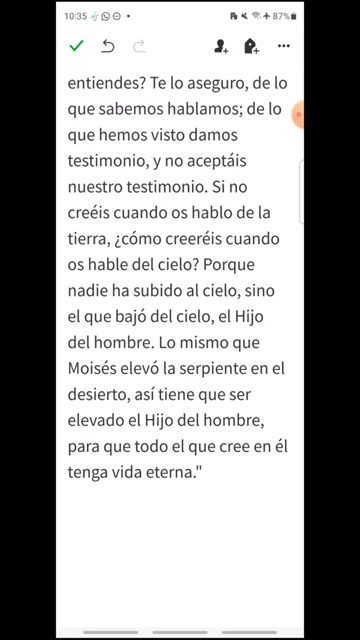 10:35
87%
entiendes? Te lo aseguro, de lo
que sabemos hablamos; de lo
que hemos visto damos
testimonio, y no aceptáis
nuestro testimonio. Si no
creéis cuando os hablo de la
tierra, ¿cómo creeréis cuando
os hable del cielo? Porque
nadie ha subido al cielo, sino
el que bajó del cielo, el Hijo
del hombre. Lo mismo que
Moisés elevó la serpiente en el
desierto, así tiene que ser
elevado el Hijo del hombre,
para que todo el que cree en él
tenga vida eterna."